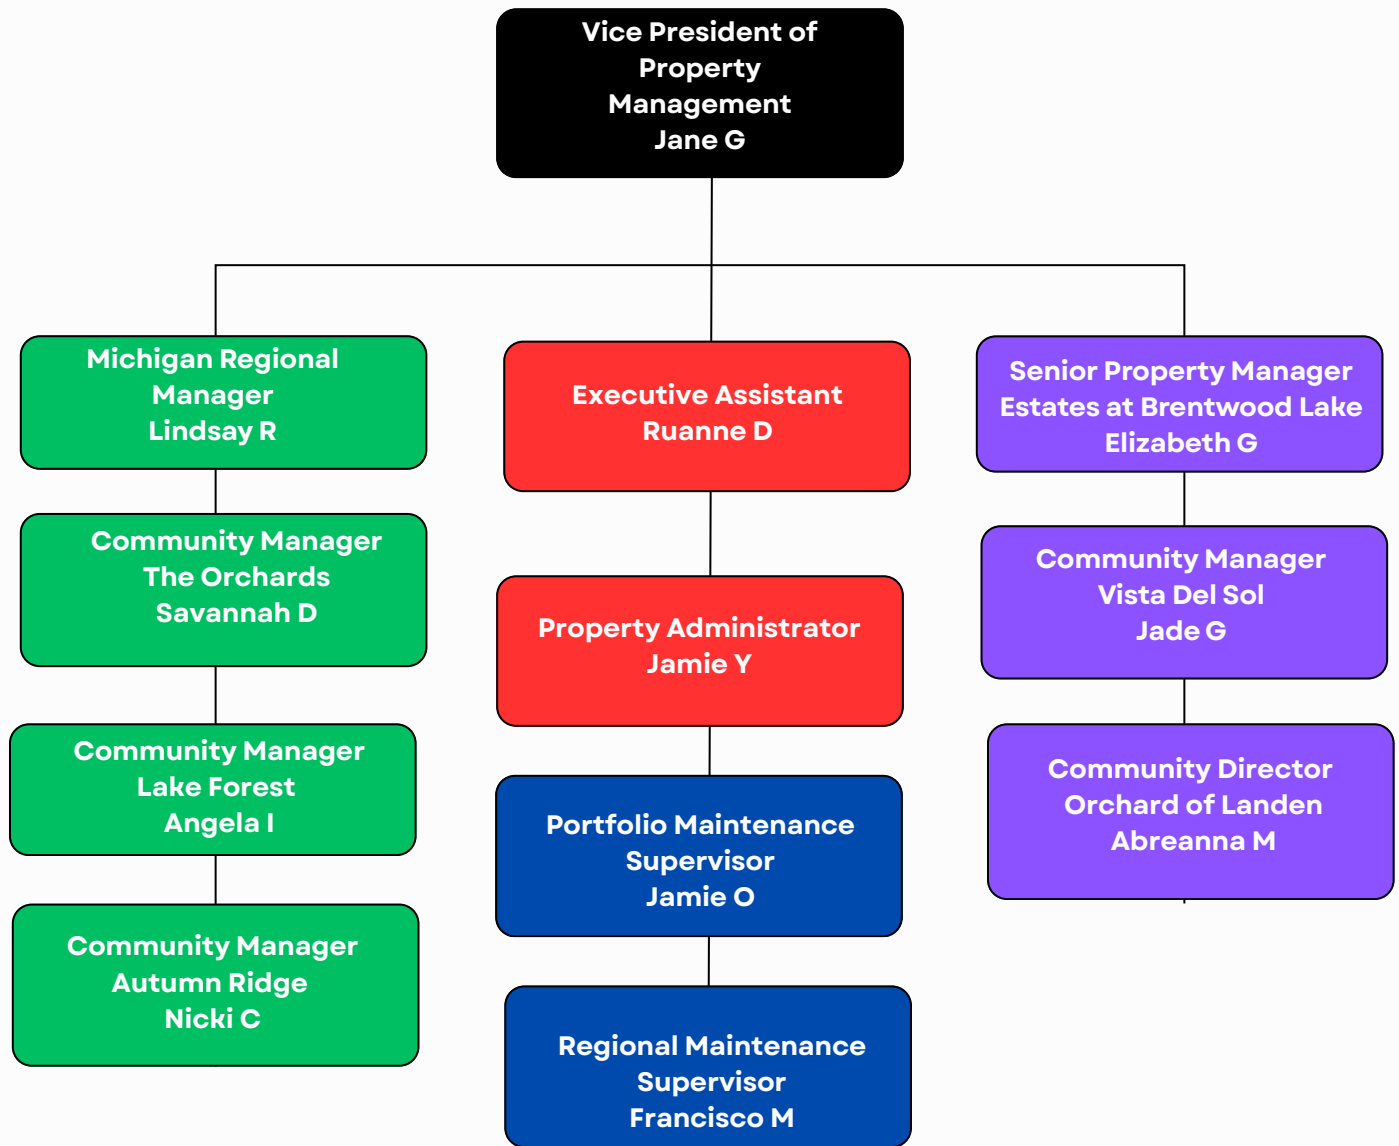 Vice President of
Property
Management
Jane G
Michigan Regional
Manager
Lindsay R
Community Manager
The Orchards
Savannah D
Community Manager
Lake Forest
Angela I
Community Manager
Autumn Ridge
Nicki C
Executive Assistant
Ruanne D
Property Administrator
Jamie Y
Portfolio Maintenance
Supervisor
Jamie O
Regional Maintenance
Supervisor
Francisco M
Senior Property Manager
Estates at Brentwood Lake
Elizabeth G
Community Manager
Vista Del Sol
Jade G
Community Director
Orchard of Landen
Abreanna M